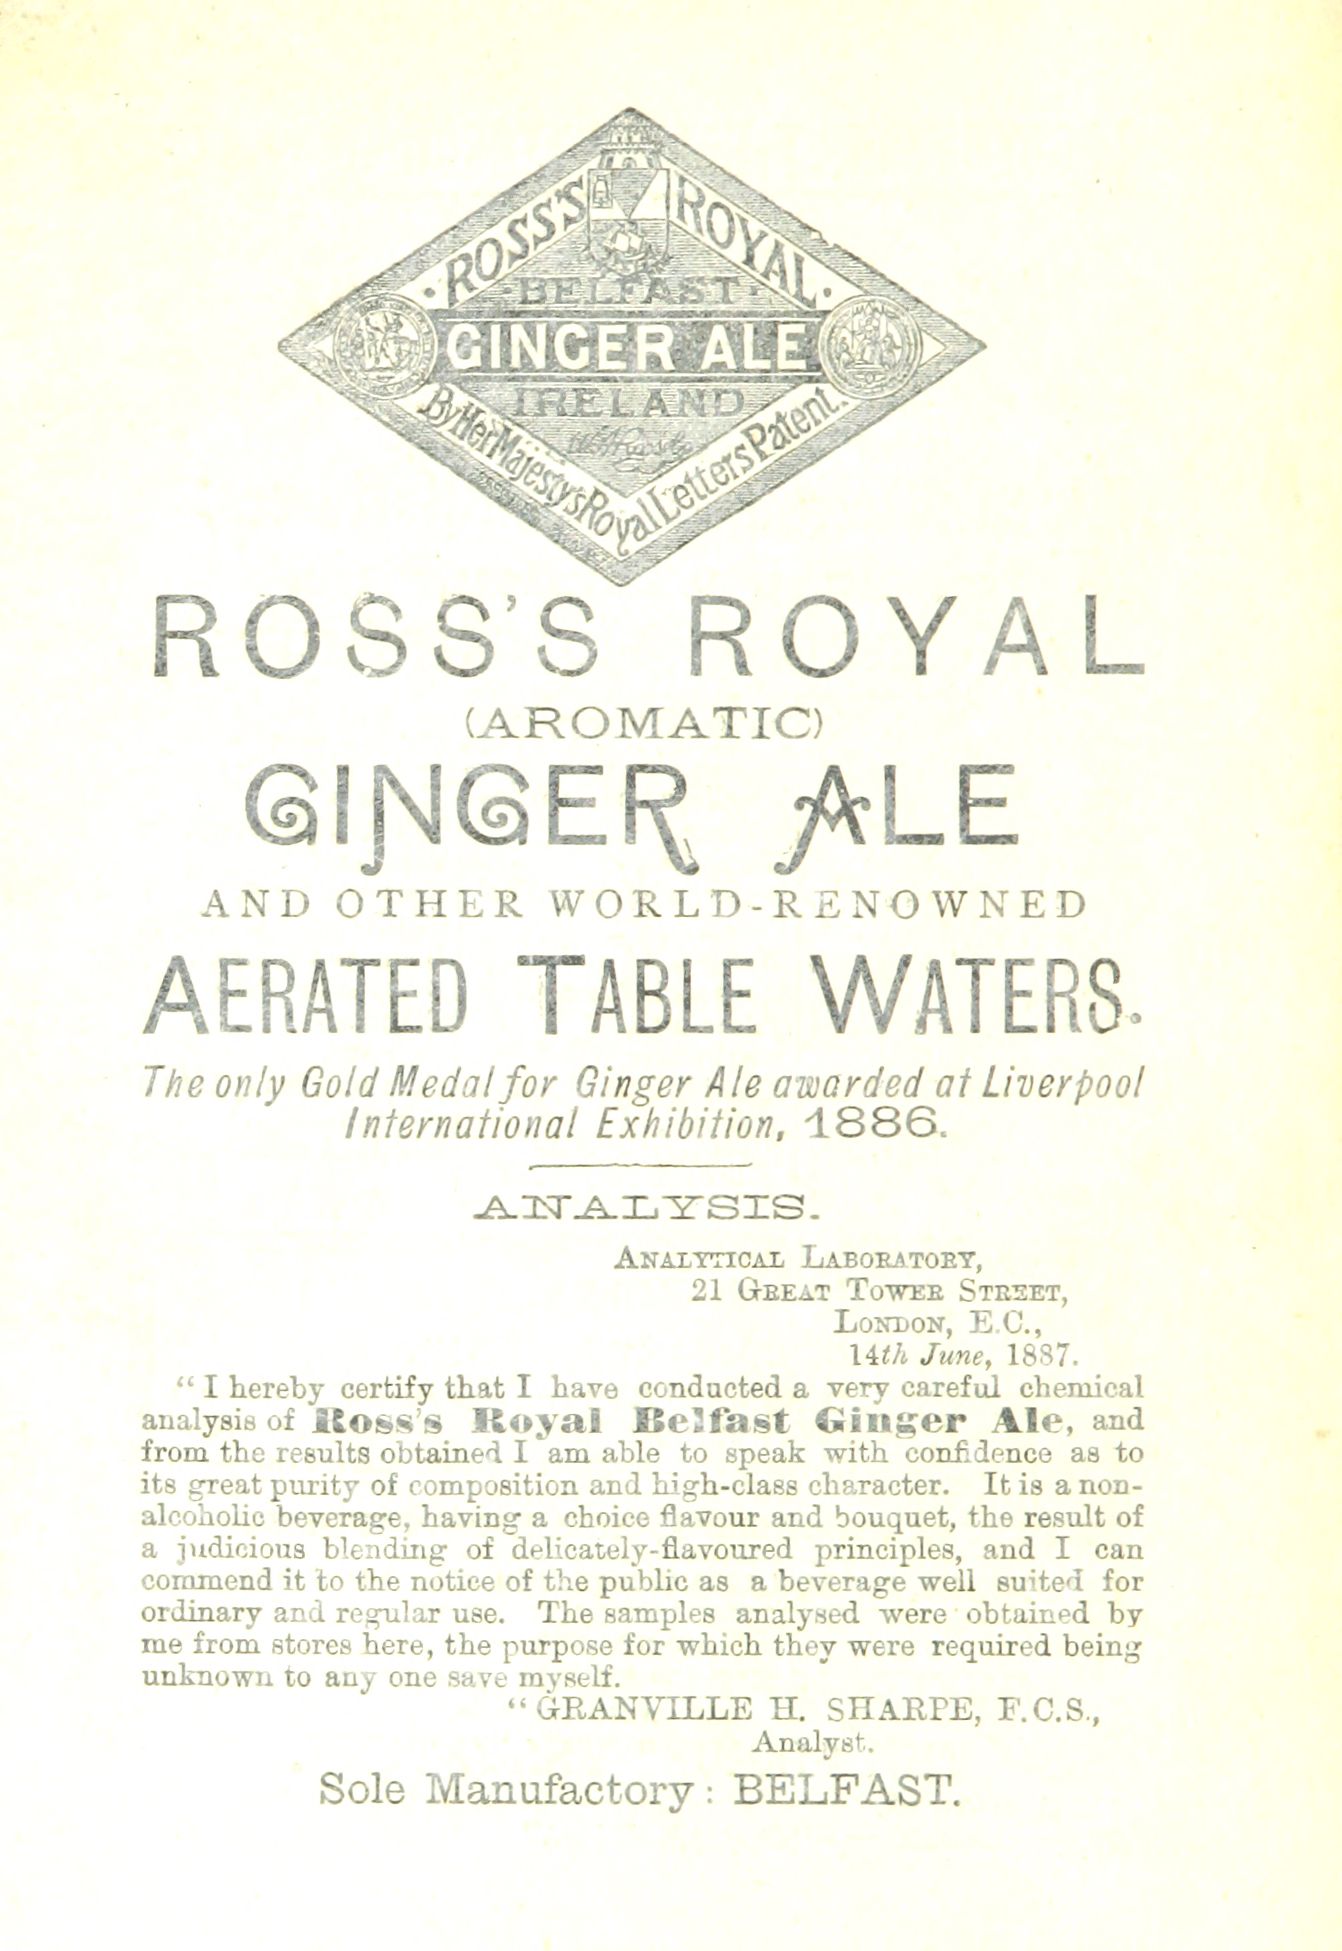 ROSS'S ROYAL
BELFAST
GINGER ALE
IRELAND
By Her Majesty's Royal Letters Patent.
ROSS'S ROYAL
(AROMATIC)
GINGER ALE
AND OTHER WORLD-RENOWNED
AERATED TABLE WATERS.
The only Gold Medal for Ginger Ale awarded at Liverpool
International Exhibition, 1886.
ANALYSIS.
ANALYTICAL LABORATORY,
21 GREAT TOWER STREET,
LONDON, E.C.,
14th June, 1887.
“I hereby certify that I have conducted a very careful chemical
analysis of Ross's Royal Belfast Ginger Ale, and
from the results obtained I am able to speak with confidence as to
its great purity of composition and high-class character. It is a non-
alcoholic beverage, having a choice flavour and bouquet, the result of
a judicious blending of delicately-flavoured principles, and I can
commend it to the notice of the public as a beverage well suited for
ordinary and regular use. The samples analysed were obtained by
me from stores here, the purpose for which they were required being
unknown to any one save myself.
“GRANVILLE H. SHARPE, F.C.S.,
Analyst.
Sole Manufactory: BELFAST.